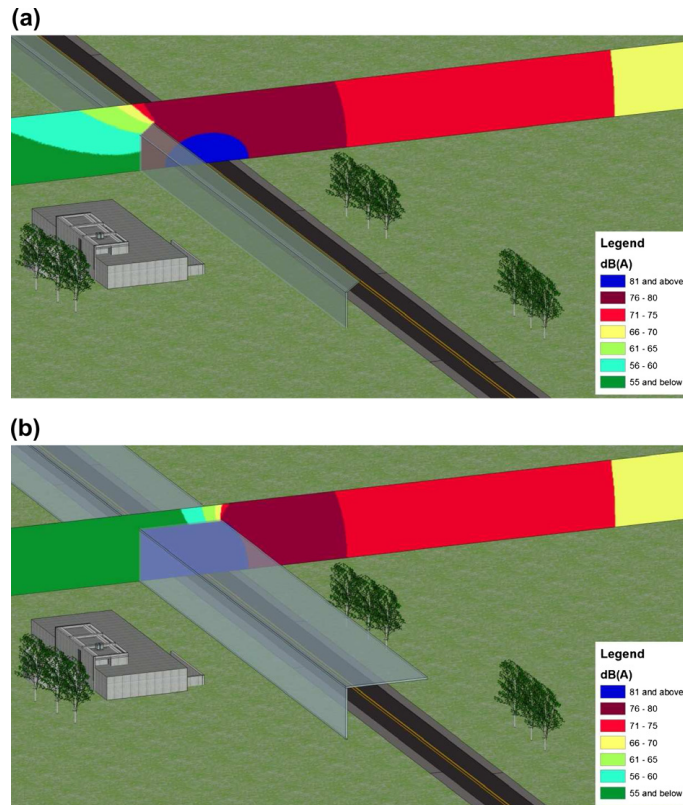 (a)
Legend
dB(A)
81 and above
76 - 80
71 - 75
66 - 70
61 - 65
56 - 60
55 and below
(b)
Legend
dB(A)
81 and above
76 - 80
71 - 75
66 - 70
61 - 65
56 - 60
55 and below